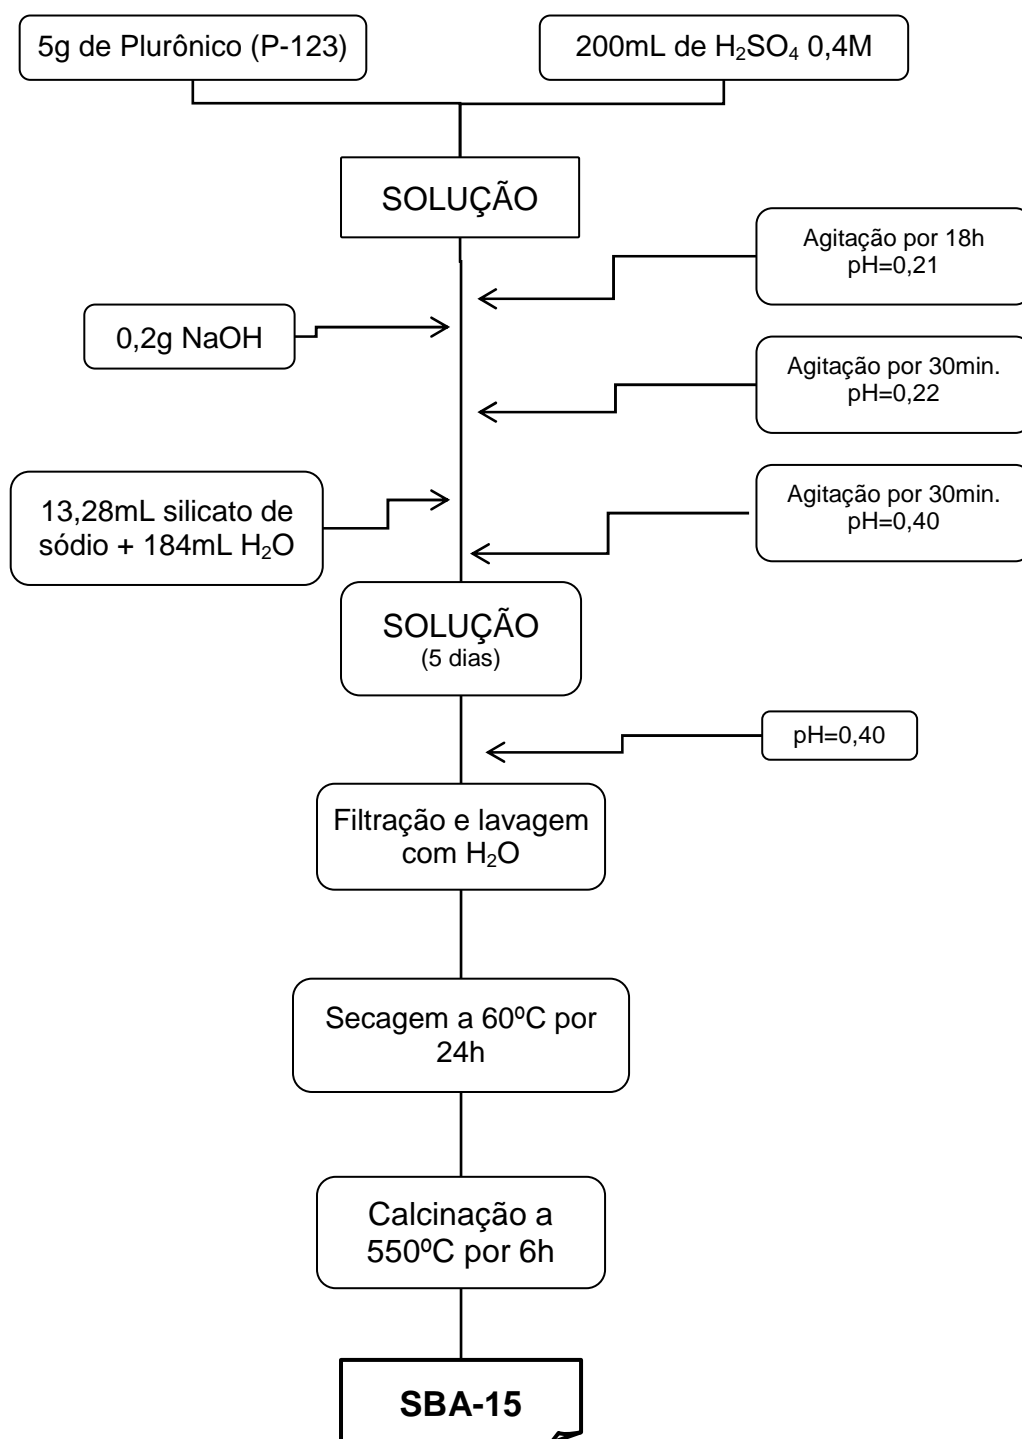 5g de Plurônico (P-123)
200mL de H₂SO₄ 0,4M
SOLUÇÃO
Agitação por 18h
pH=0,21
0,2g NaOH
Agitação por 30min.
pH=0,22
13,28mL silicato de
sódio + 184mL H₂O
Agitação por 30min.
pH=0,40
SOLUÇÃO
(5 dias)
pH=0,40
Filtração e lavagem
com H₂O
Secagem a 60ºC por
24h
Calcinação a
550ºC por 6h
SBA-15